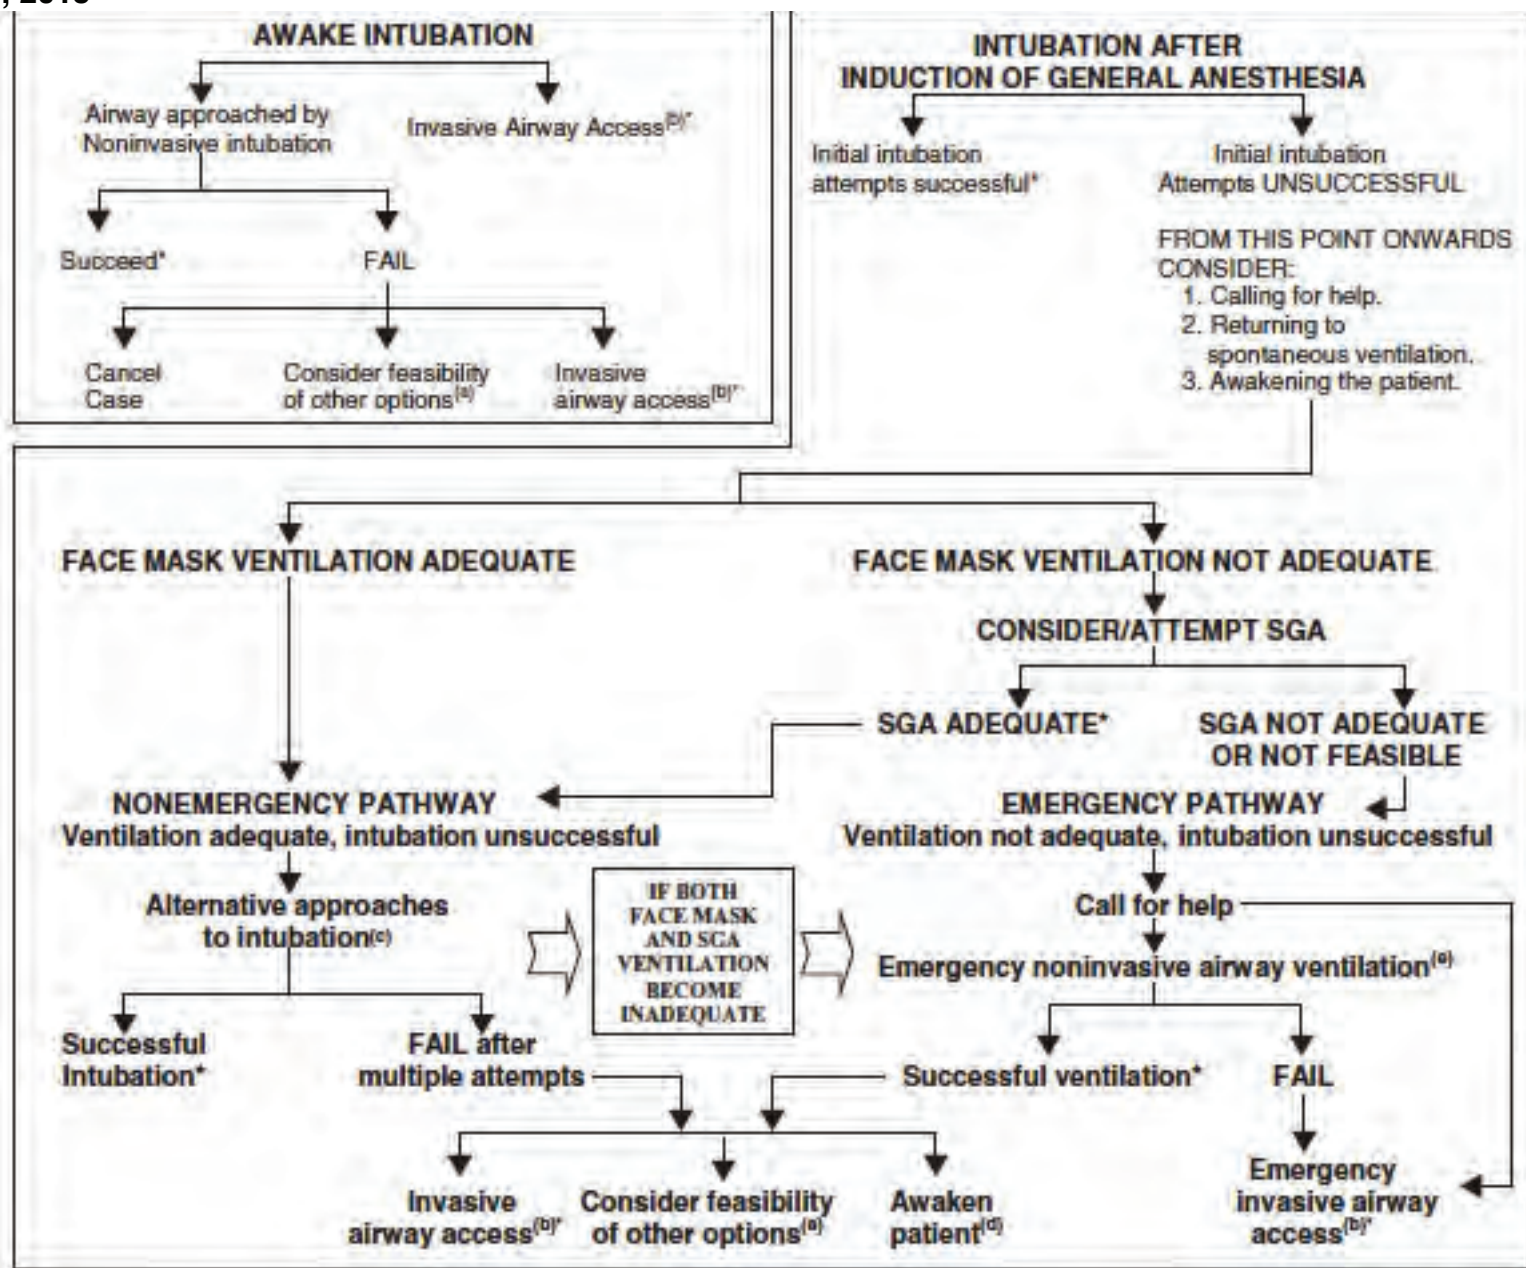 , 2013
AWAKE INTUBATION
Airway approached by
Noninvasive intubation
Invasive Airway Access(b)*
Succeed*
FAIL
Cancel
Case
Consider feasibility
of other options(a)
Invasive
airway access(b)*
INTUBATION AFTER
INDUCTION OF GENERAL ANESTHESIA
Initial intubation
attempts successful*
Initial intubation
Attempts UNSUCCESSFUL
FROM THIS POINT ONWARDS
CONSIDER:
1. Calling for help.
2. Returning to
spontaneous ventilation.
3. Awakening the patient.
FACE MASK VENTILATION ADEQUATE
FACE MASK VENTILATION NOT ADEQUATE
CONSIDER/ATTEMPT SGA
SGA ADEQUATE*
SGA NOT ADEQUATE
OR NOT FEASIBLE
NONEMERGENCY PATHWAY
Ventilation adequate, intubation unsuccessful
EMERGENCY PATHWAY
Ventilation not adequate, intubation unsuccessful
Alternative approaches
to intubation(c)
IF BOTH
FACE MASK
AND SGA
VENTILATION
BECOME
INADEQUATE
Call for help
Emergency noninvasive airway ventilation(e)
Successful
Intubation*
FAIL after
multiple attempts
Successful ventilation*
FAIL
Invasive
airway access(b)*
Consider feasibility
of other options(a)
Awaken
patient(d)
Emergency
invasive airway
access(b)*